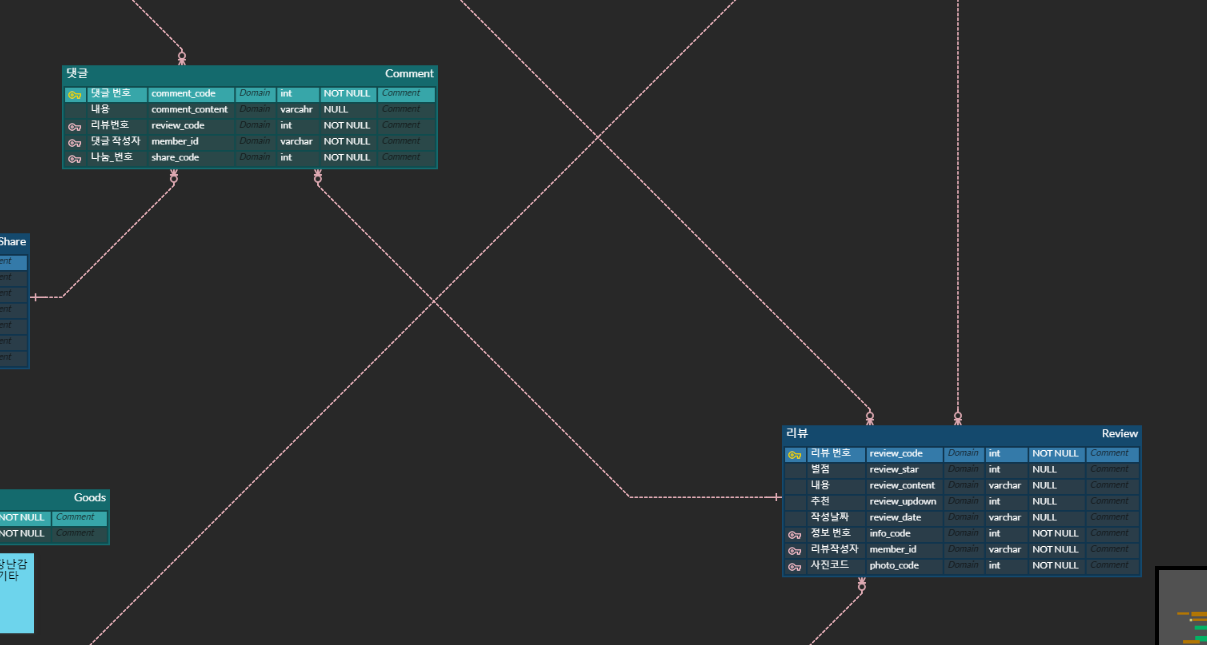 댓글 Comment
댓글 번호 comment_code Domain int NOT NULL Comment
내용 comment_content Domain varcahr NULL Comment
리뷰번호 review_code Domain int NOT NULL Comment
댓글 작성자 member_id Domain varchar NOT NULL Comment
나눔_번호 share_code Domain int NOT NULL Comment
Share
ent
ent
ent
ent
ent
ent
ent
리뷰 Review
리뷰 번호 review_code Domain int NOT NULL Comment
별점 review_star Domain int NULL Comment
내용 review_content Domain varchar NULL Comment
추천 review_updown Domain int NULL Comment
작성날짜 review_date Domain varchar NULL Comment
정보 번호 info_code Domain int NOT NULL Comment
리뷰작성자 member_id Domain varchar NOT NULL Comment
사진코드 photo_code Domain int NOT NULL Comment
Goods
NOT NULL Comment
NOT NULL Comment
장난감
기타